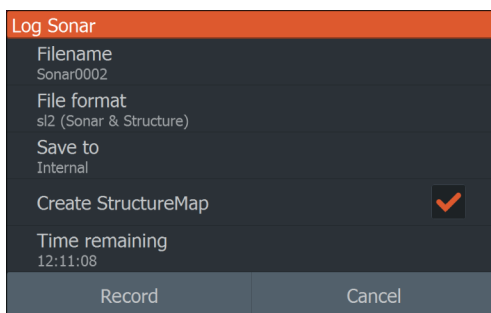 Log Sonar
Filename
Sonar0002
File format
sl2 (Sonar & Structure)
Save to
Internal
Create StructureMap
Time remaining
12:11:08
Record Cancel